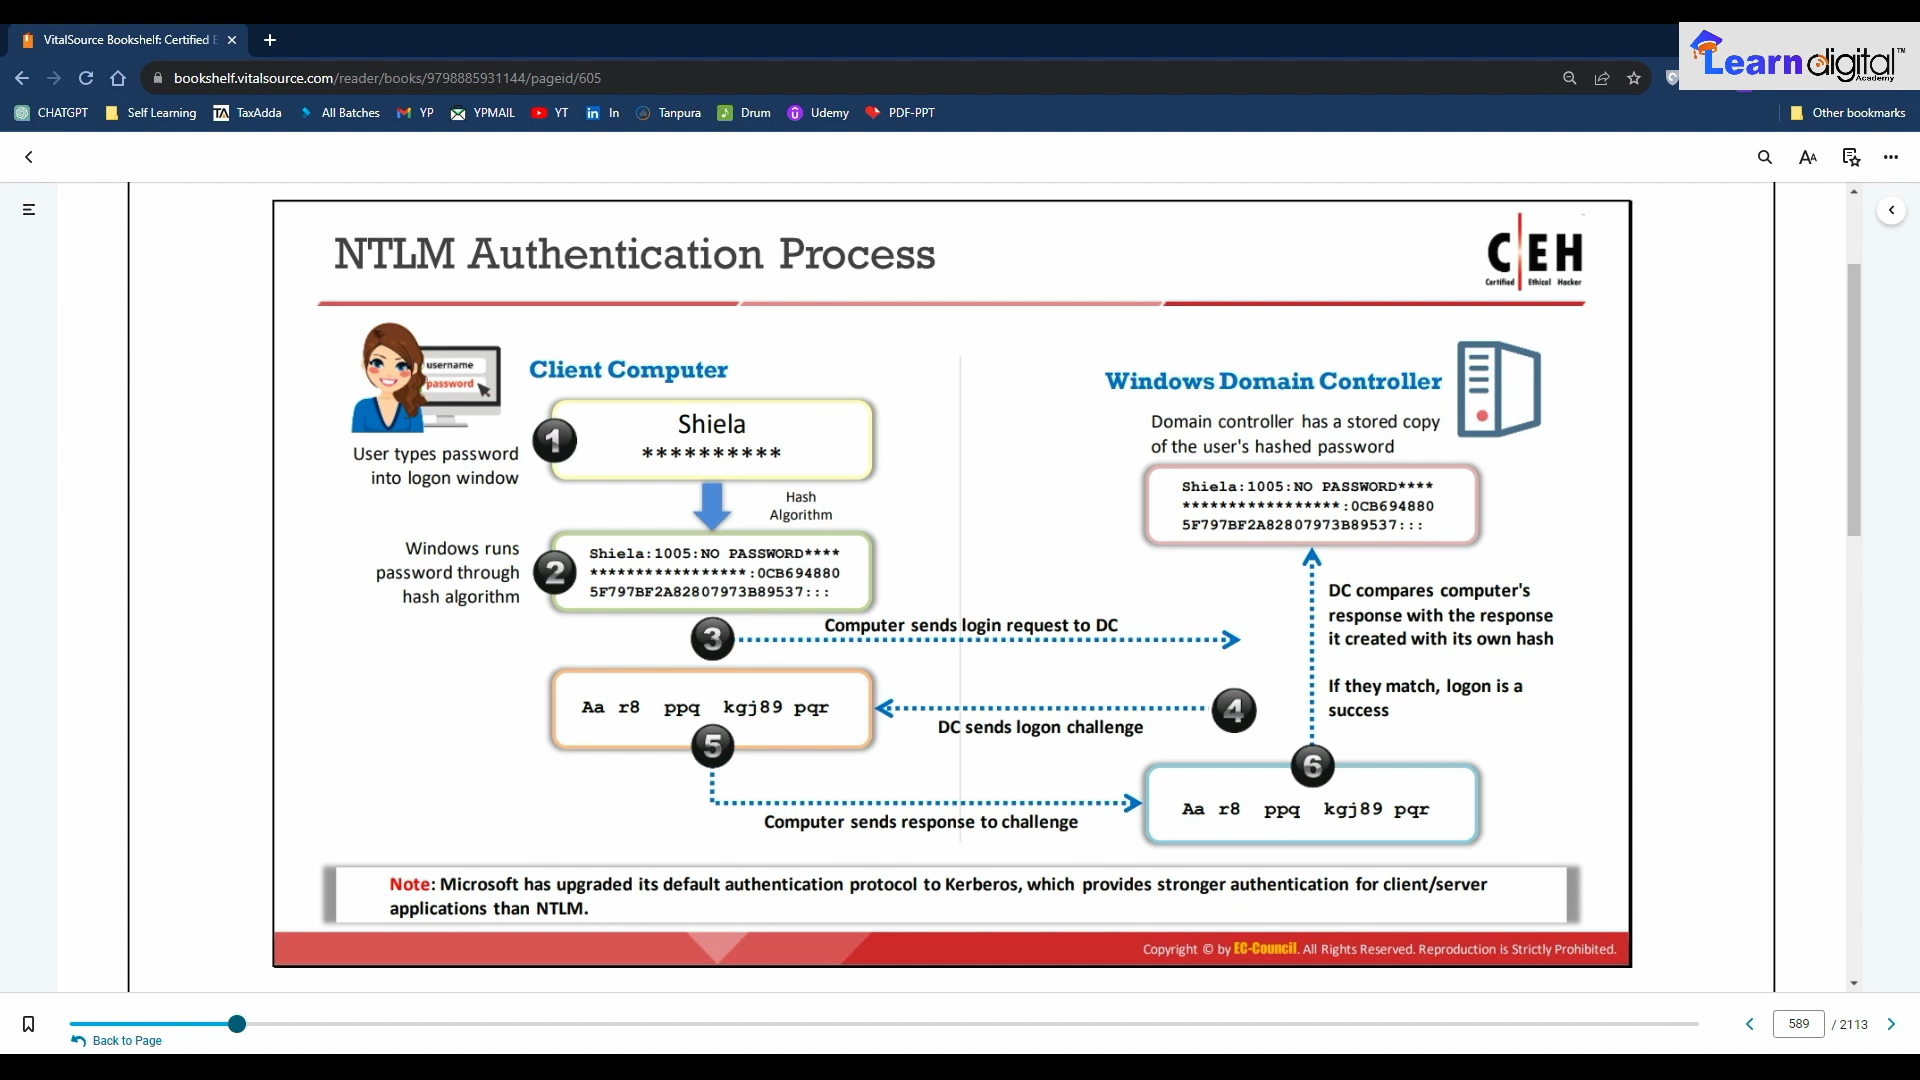 VitalSource Bookshelf: Certified E
Learn digital™
Academy
bookshelf.vitalsource.com/reader/books/9798885931144/pageid/605
CHATGPT
Self Learning
TaxAdda
All Batches
YP
YPMAIL
YT
In
Tanpura
Drum
Udemy
PDF-PPT
Other bookmarks
NTLM Authentication Process
C|EH
Certified Ethical Hacker
username
password
Client Computer
Windows Domain Controller
1
Shiela
**********
User types password
into logon window
Domain controller has a stored copy
of the user's hashed password
Hash
Algorithm
Shiela:1005:NO PASSWORD****
*****************:0CB694880
5F797BF2A82807973B89537:::
Windows runs
password through
hash algorithm
2
Shiela:1005:NO PASSWORD****
*****************:0CB694880
5F797BF2A82807973B89537:::
DC compares computer's
response with the response
it created with its own hash
3
Computer sends login request to DC
If they match, logon is a
success
Aa r8 ppq kgj89 pqr
4
DC sends logon challenge
5
6
Computer sends response to challenge
Aa r8 ppq kgj89 pqr
Note: Microsoft has upgraded its default authentication protocol to Kerberos, which provides stronger authentication for client/server
applications than NTLM.
Copyright © by EC-Council. All Rights Reserved. Reproduction is Strictly Prohibited.
Back to Page
589 / 2113